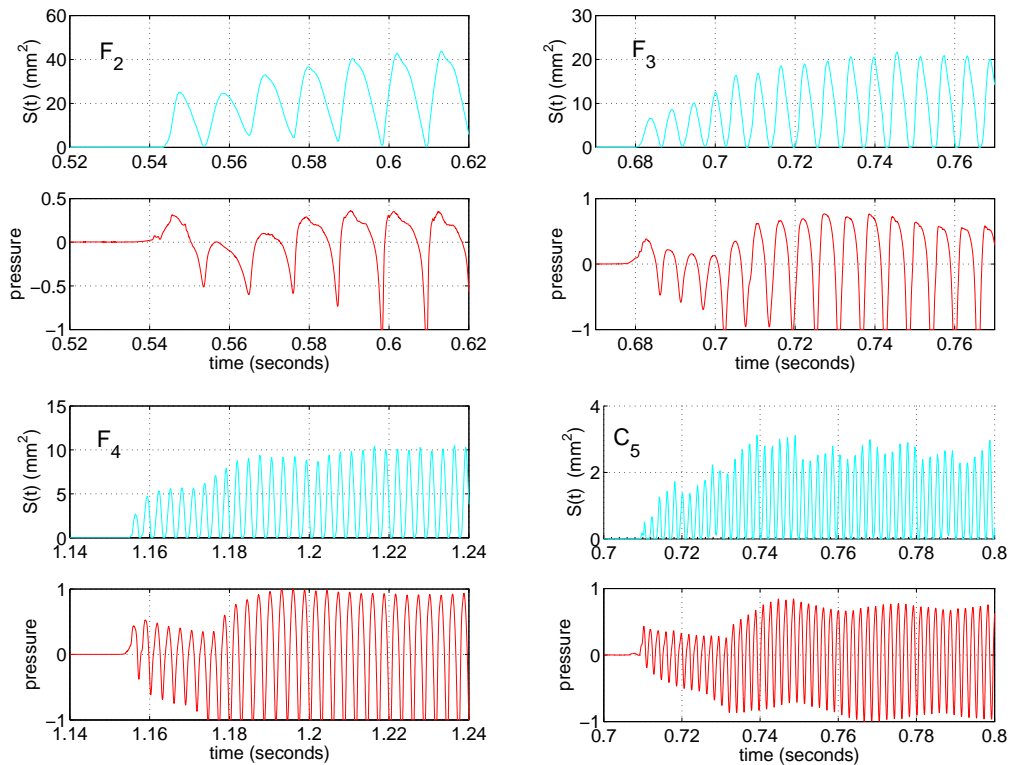 60
40
20
0
S(t) (mm²)
F₂
0.52 0.54 0.56 0.58 0.6 0.62
0.5
0
−0.5
−1
pressure
0.52 0.54 0.56 0.58 0.6 0.62
time (seconds)
30
20
10
0
S(t) (mm²)
F₃
0.68 0.7 0.72 0.74 0.76
1
0
−1
pressure
0.68 0.7 0.72 0.74 0.76
time (seconds)
15
10
5
0
S(t) (mm²)
F₄
1.14 1.16 1.18 1.2 1.22 1.24
1
0
−1
pressure
1.14 1.16 1.18 1.2 1.22 1.24
time (seconds)
4
2
0
S(t) (mm²)
C₅
0.7 0.72 0.74 0.76 0.78 0.8
1
0
−1
pressure
0.7 0.72 0.74 0.76 0.78 0.8
time (seconds)